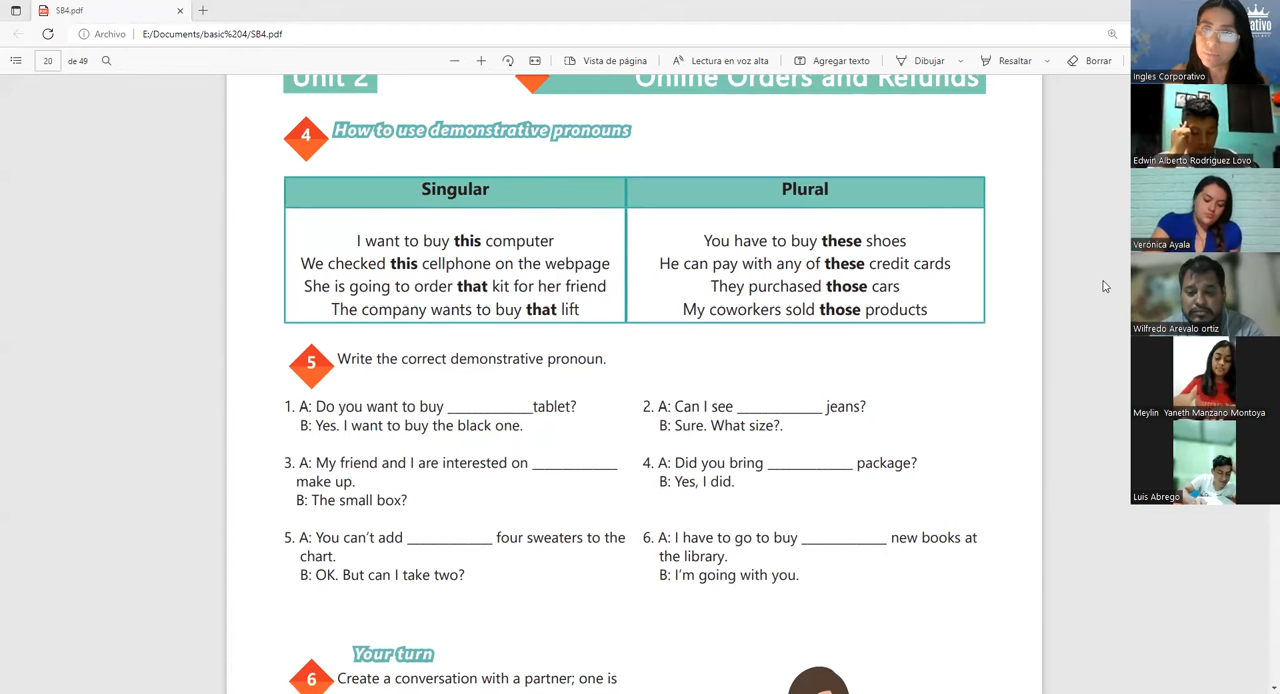 SB4.pdf
Archivo
E:/Documents/basic%204/SB4.pdf
20
de 49
Vista de página
Lectura en voz alta
Agregar texto
Dibujar
Resaltar
Borrar
Unit 2
Online Orders and Refunds
4
How to use demonstrative pronouns
Singular
Plural
I want to buy this computer
We checked this cellphone on the webpage
She is going to order that kit for her friend
The company wants to buy that lift
You have to buy these shoes
He can pay with any of these credit cards
They purchased those cars
My coworkers sold those products
5
Write the correct demonstrative pronoun.
1. A: Do you want to buy ____________tablet?
B: Yes. I want to buy the black one.
2. A: Can I see ____________ jeans?
B: Sure. What size?.
3. A: My friend and I are interested on ____________
make up.
B: The small box?
4. A: Did you bring ____________ package?
B: Yes, I did.
5. A: You can't add ____________ four sweaters to the
chart.
B: OK. But can I take two?
6. A: I have to go to buy ____________ new books at
the library.
B: I'm going with you.
Your turn
6
Create a conversation with a partner; one is
Ingles Corporativo
Edwin Alberto Rodriguez Lovo
Verónica Ayala
Wilfredo Arevalo ortiz
Meylin Yaneth Manzano Montoya
Luis Abrego